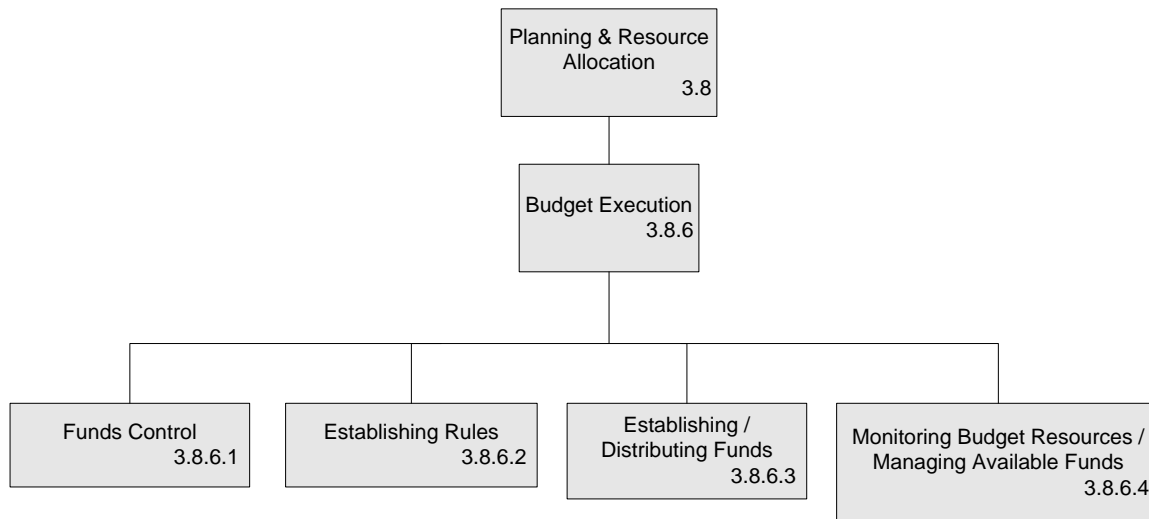 Planning & Resource
Allocation
3.8
Budget Execution
3.8.6
Funds Control
3.8.6.1
Establishing Rules
3.8.6.2
Establishing /
Distributing Funds
3.8.6.3
Monitoring Budget Resources /
Managing Available Funds
3.8.6.4